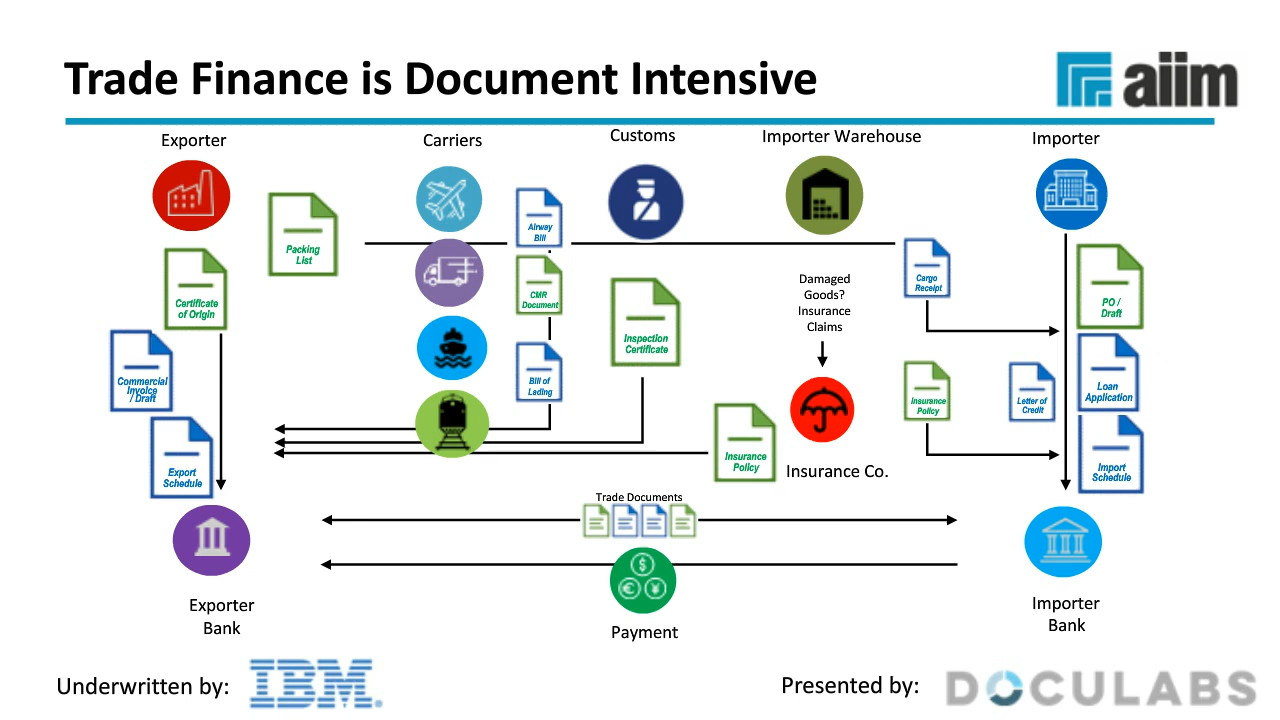 Trade Finance is Document Intensive
aiim
Exporter
Carriers
Customs
Importer Warehouse
Importer
Packing
List
Airway
Bill
Certificate
of Origin
CMR
Document
Inspection
Certificate
Damaged
Goods?
Insurance
Claims
Cargo
Receipt
PO /
Draft
Commercial
Invoice
/ Draft
Bill of
Lading
Insurance
Policy
Letter of
Credit
Loan
Application
Export
Schedule
Insurance
Policy
Insurance Co.
Import
Schedule
Trade Documents
$
€
¥
Exporter
Bank
Payment
Importer
Bank
Underwritten by:
IBM.
Presented by:
DOCULABS